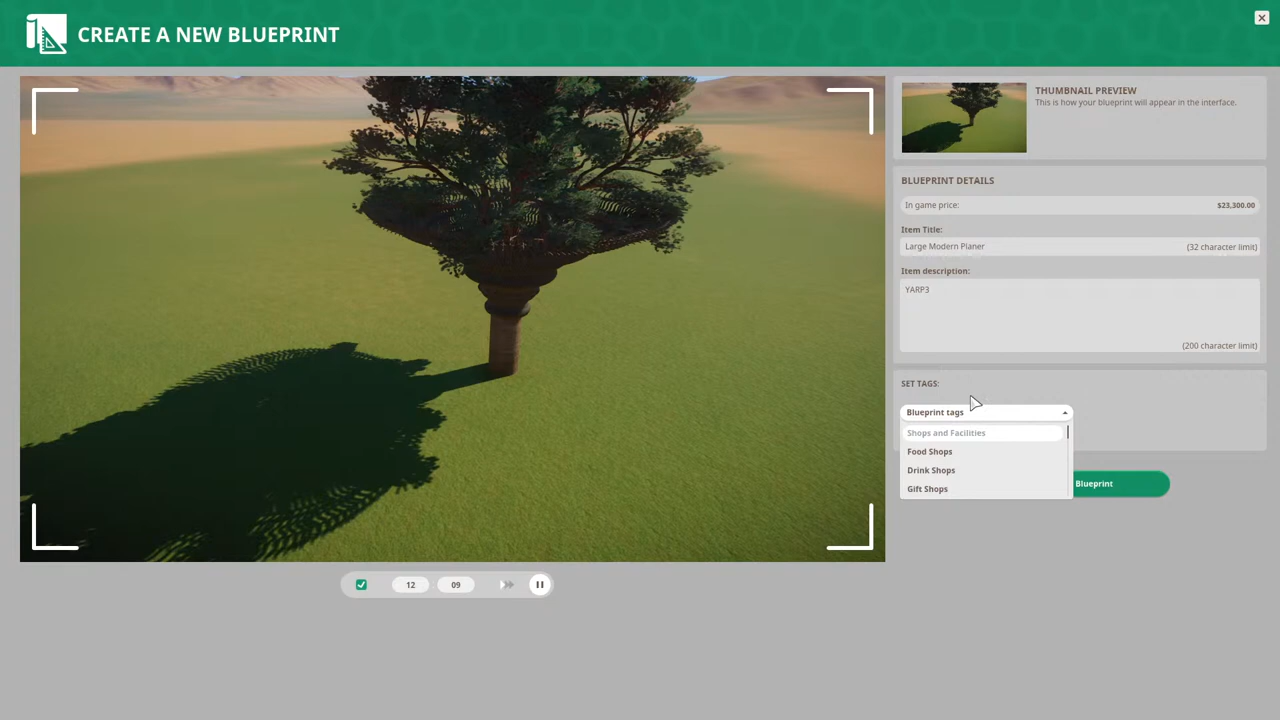 CREATE A NEW BLUEPRINT
THUMBNAIL PREVIEW
This is how your blueprint will appear in the interface.
BLUEPRINT DETAILS
In game price: $23,300.00
Item Title:
Large Modern Planer (32 character limit)
Item description:
YARP3
(200 character limit)
SET TAGS:
Blueprint tags
Shops and Facilities
Food Shops
Drink Shops
Gift Shops
Blueprint
12 09